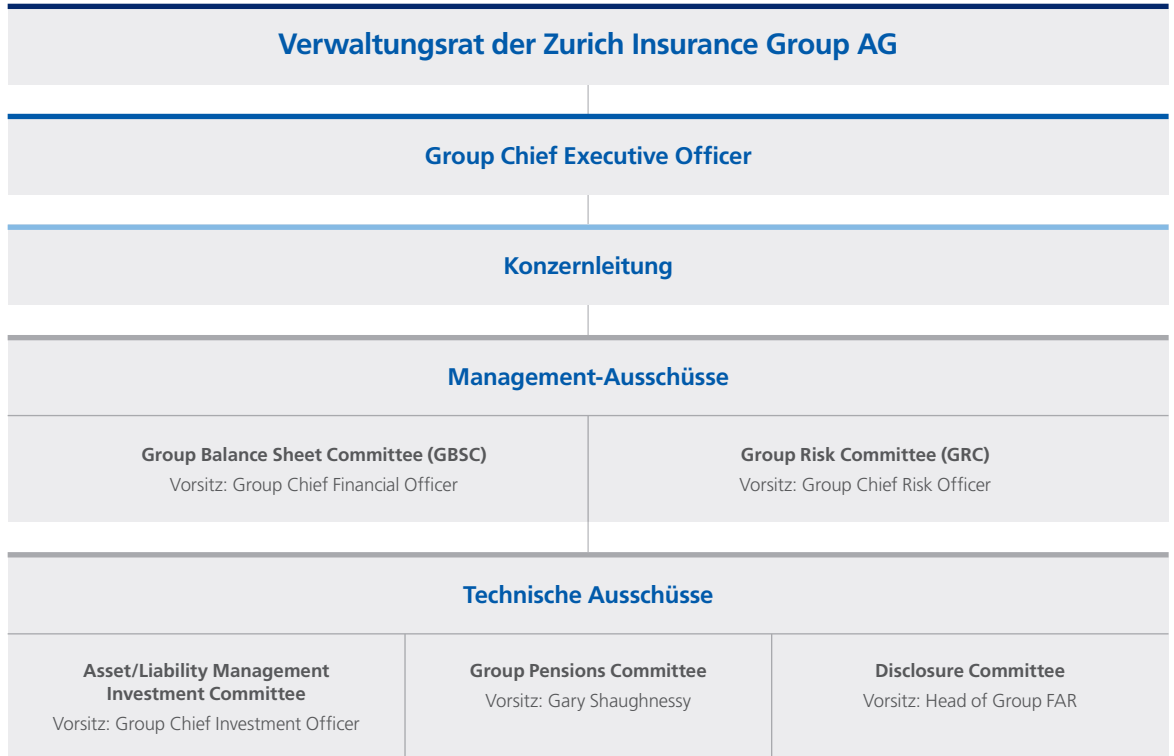 Verwaltungsrat der Zurich Insurance Group AG
Group Chief Executive Officer
Konzernleitung
Management-Ausschüsse
Group Balance Sheet Committee (GBSC)
Vorsitz: Group Chief Financial Officer
Group Risk Committee (GRC)
Vorsitz: Group Chief Risk Officer
Technische Ausschüsse
Asset/Liability Management
Investment Committee
Vorsitz: Group Chief Investment Officer
Group Pensions Committee
Vorsitz: Gary Shaughnessy
Disclosure Committee
Vorsitz: Head of Group FAR